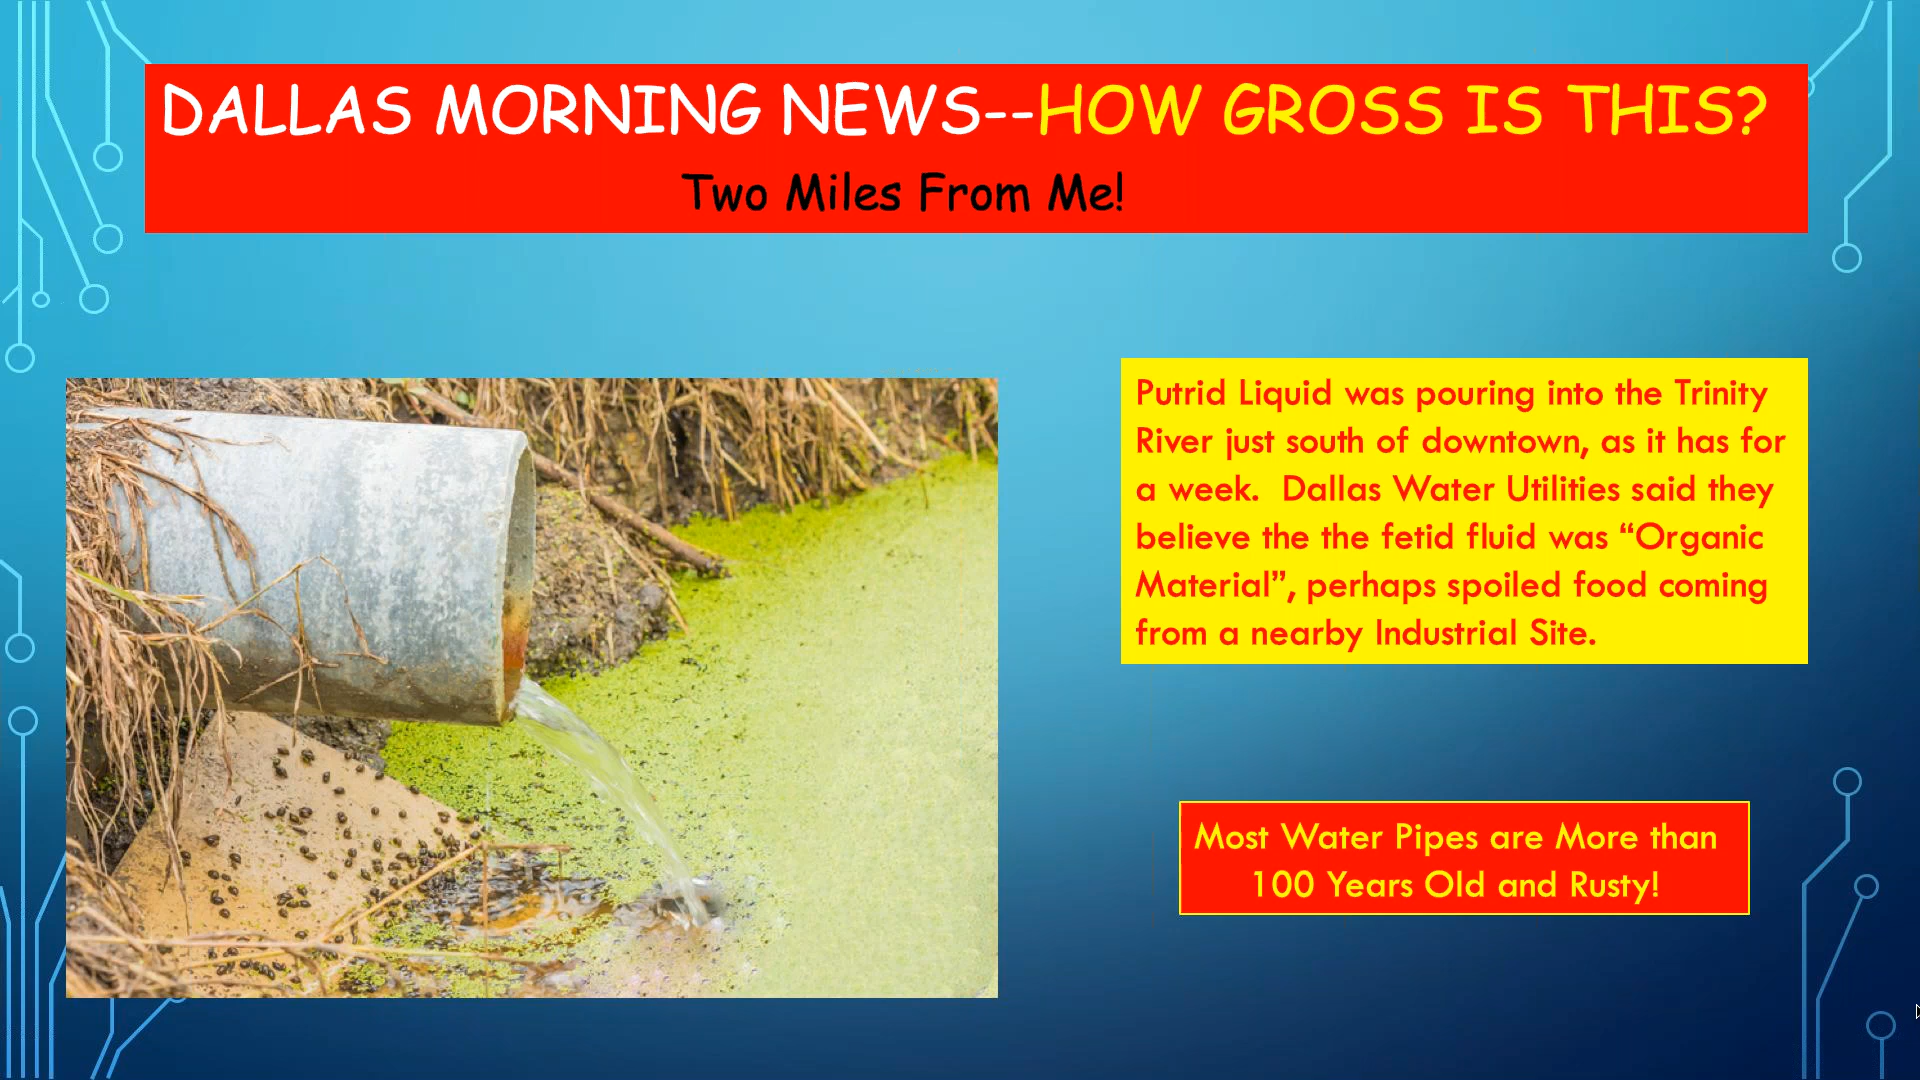 DALLAS MORNING NEWS--HOW GROSS IS THIS?
Two Miles From Me!
Putrid Liquid was pouring into the Trinity
River just south of downtown, as it has for
a week.  Dallas Water Utilities said they
believe the the fetid fluid was “Organic
Material”, perhaps spoiled food coming
from a nearby Industrial Site.
Most Water Pipes are More than
100 Years Old and Rusty!